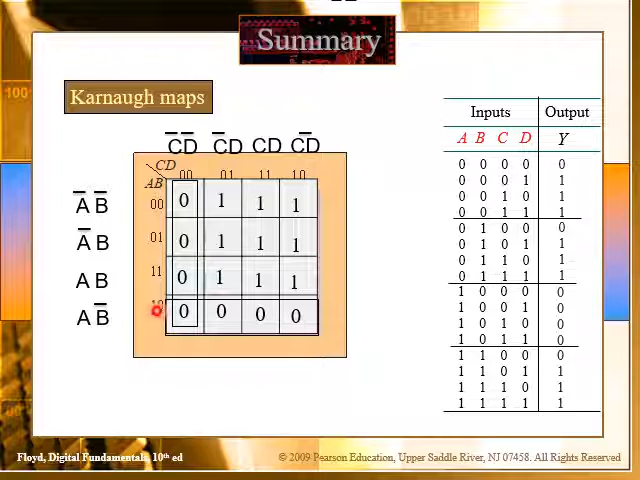 Summary
100
Karnaugh maps
Inputs Output
A B C D Y
C̅D̅ C̅D CD CD̅
CD
AB
00 01 11 10
A̅ B̅ 00 0 1 1 1
A̅ B 01 0 1 1 1
A B 11 0 1 1 1
A B̅ 0 0 0 0
0 0 0 0 0
0 0 0 1 1
0 0 1 0 1
0 0 1 1 1
0 1 0 0 0
0 1 0 1 1
0 1 1 0 1
0 1 1 1 1
1 0 0 0 0
1 0 0 1 0
1 0 1 0 0
1 0 1 1 0
1 1 0 0 0
1 1 0 1 1
1 1 1 0 1
1 1 1 1 1
Floyd, Digital Fundamentals, 10th ed
© 2009 Pearson Education, Upper Saddle River, NJ 07458. All Rights Reserved